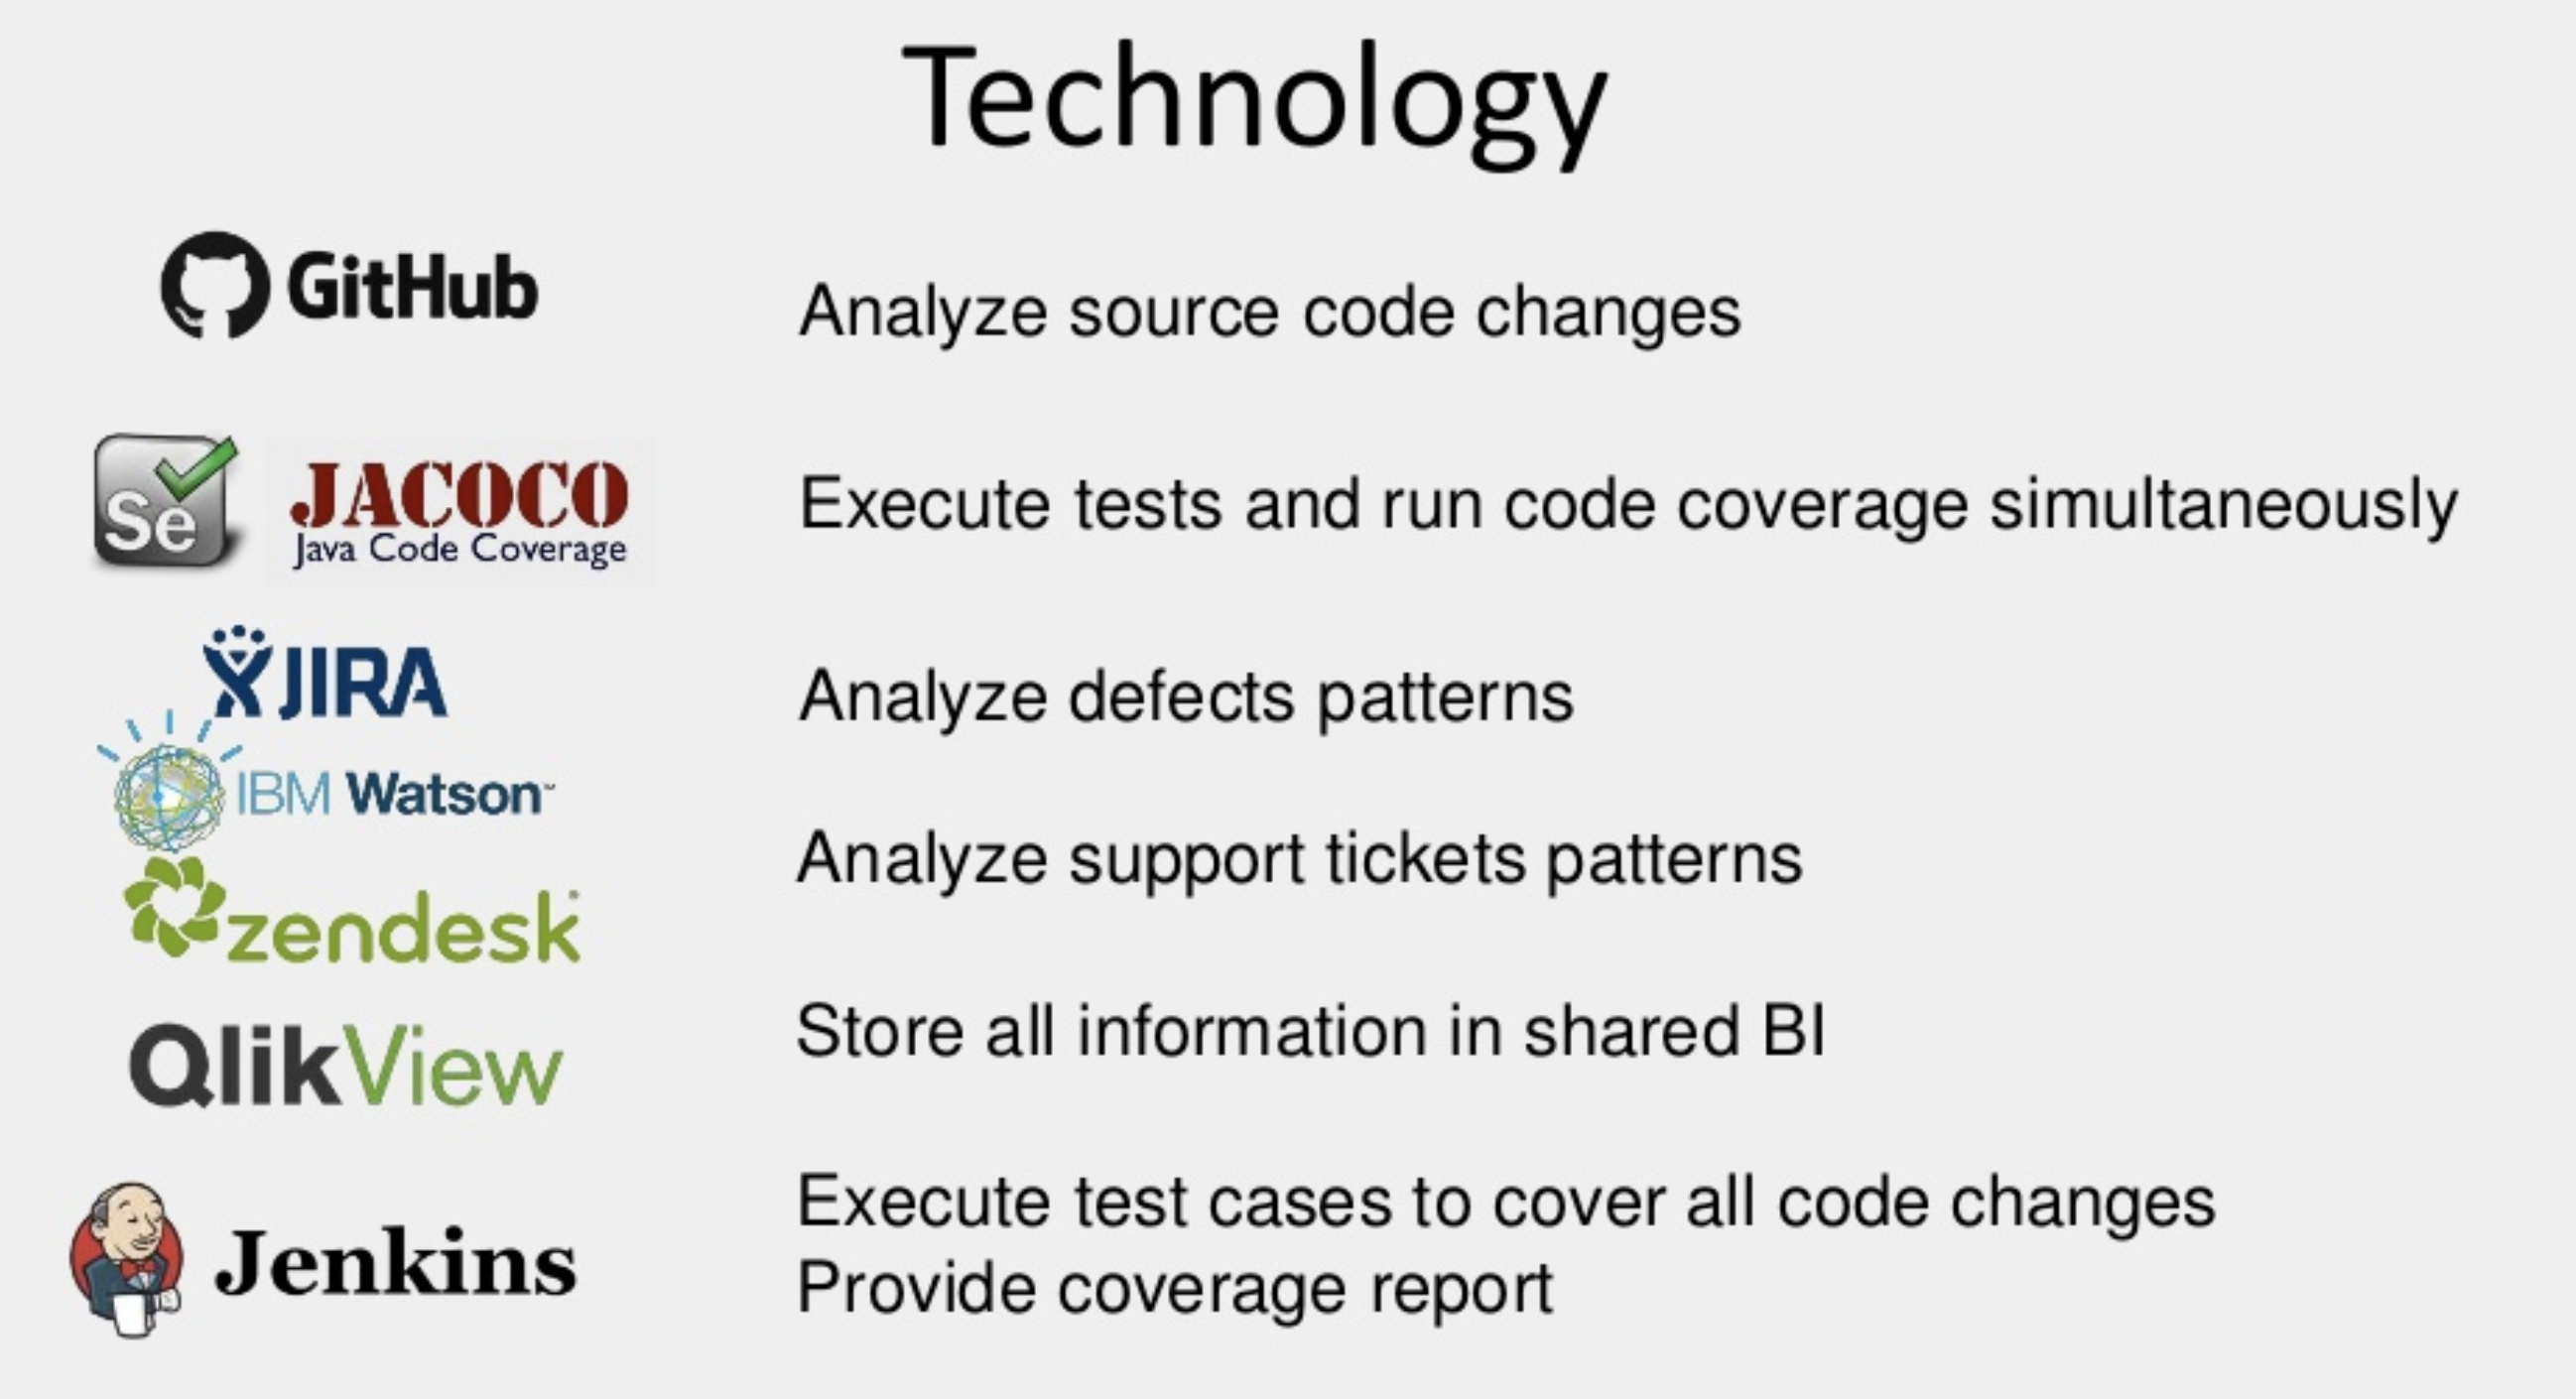 Technology
GitHub
Analyze source code changes
Se
JACOCO
Java Code Coverage
Execute tests and run code coverage simultaneously
JIRA
Analyze defects patterns
IBM Watson™
Analyze support tickets patterns
zendesk
Store all information in shared BI
QlikView
Execute test cases to cover all code changes
Jenkins
Provide coverage report